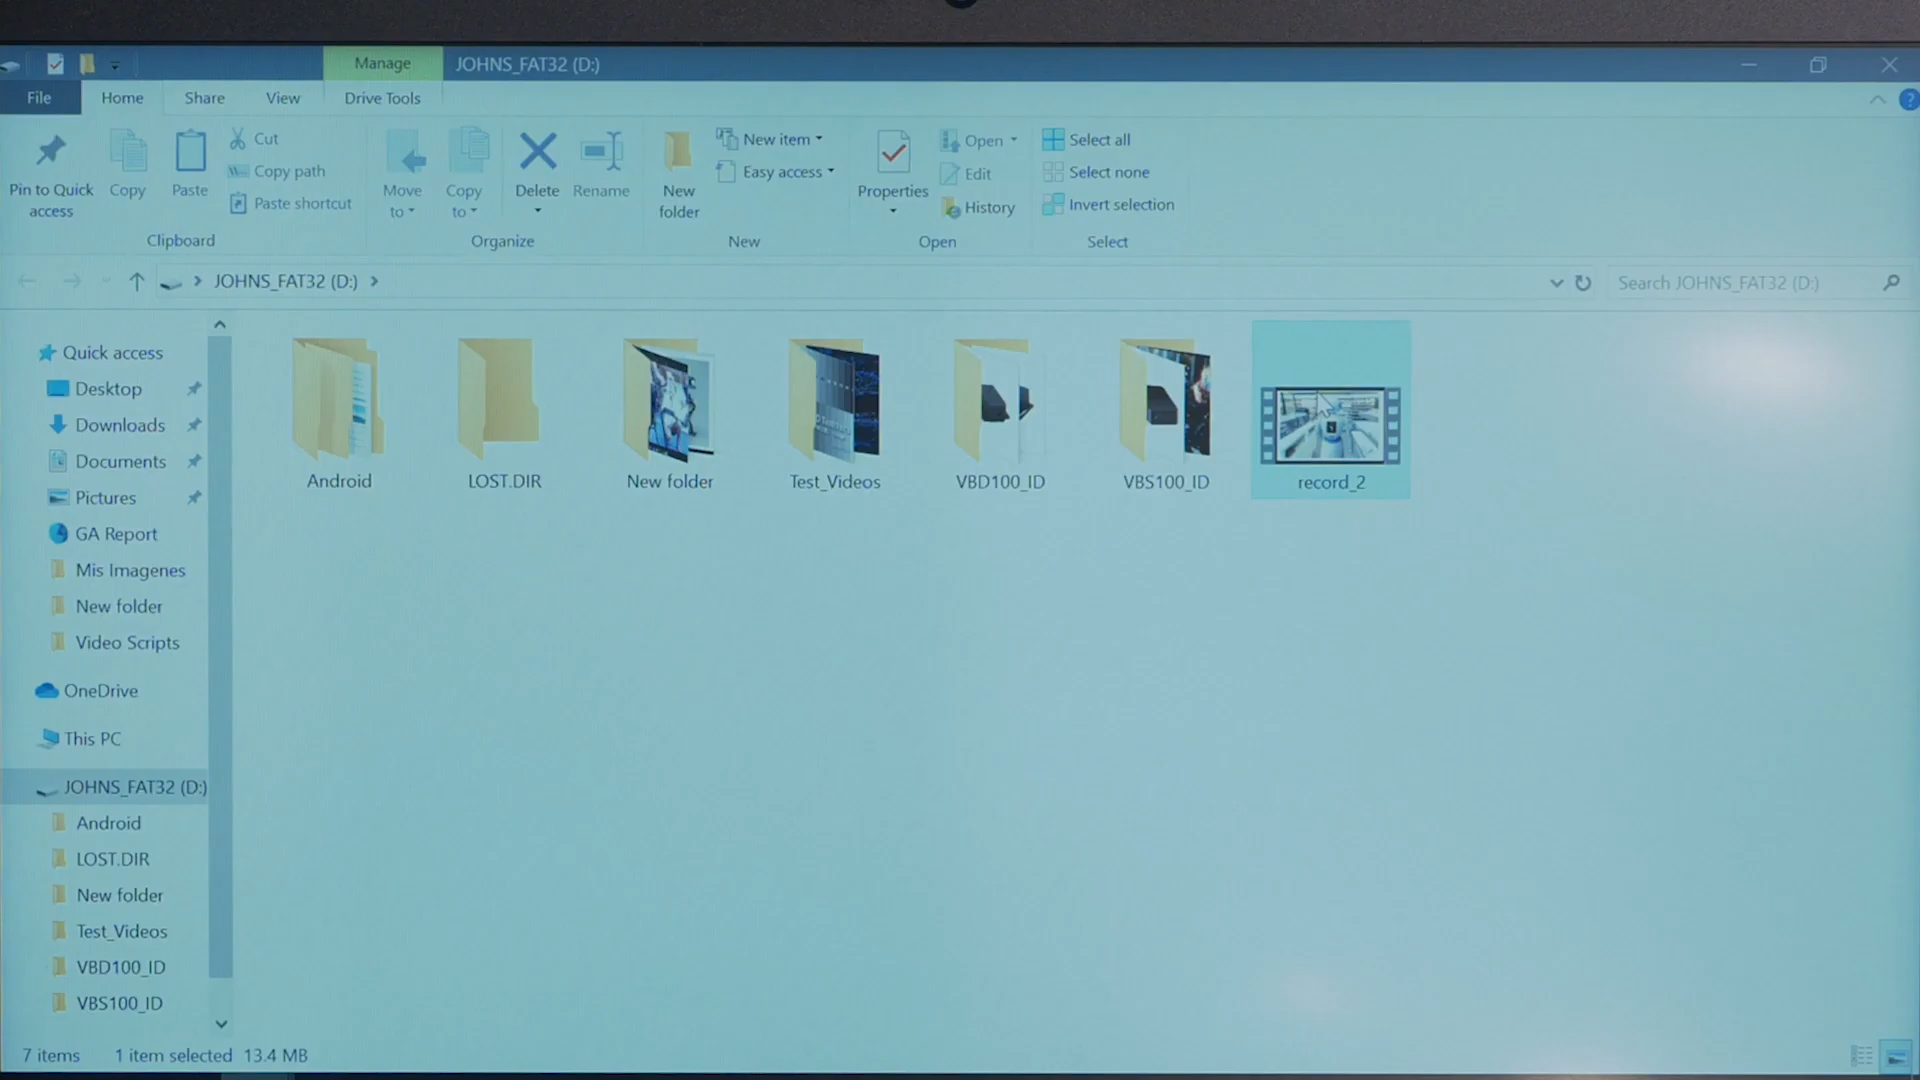 Manage
JOHNS_FAT32 (D:)
File
Home
Share
View
Drive Tools
?
Pin to Quick access
Copy
Paste
Cut
Copy path
Paste shortcut
Clipboard
Move to
Copy to
Delete
Rename
Organize
New folder
New item
Easy access
New
Properties
Open
Edit
History
Open
Select all
Select none
Invert selection
Select
JOHNS_FAT32 (D:)
Search JOHNS_FAT32 (D:)
Quick access
Desktop
Downloads
Documents
Pictures
GA Report
Mis Imagenes
New folder
Video Scripts
OneDrive
This PC
JOHNS_FAT32 (D:)
Android
LOST.DIR
New folder
Test_Videos
VBD100_ID
VBS100_ID
Android
LOST.DIR
New folder
Test_Videos
VBD100_ID
VBS100_ID
record_2
7 items
1 item selected 13.4 MB